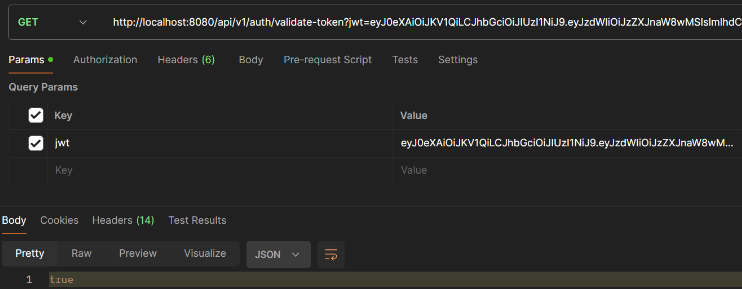 GET http://localhost:8080/api/v1/auth/validate-token?jwt=eyJ0eXAiOiJKV1QiLCJhbGciOiJIUzI1NiJ9.eyJzdWIiOiJzZXJnaW8wMSIsImlhdC
Params Authorization Headers (6) Body Pre-request Script Tests Settings
Query Params
Key Value
jwt eyJ0eXAiOiJKV1QiLCJhbGciOiJIUzI1NiJ9.eyJzdWIiOiJzZXJnaW8wM...
Key Value
Body Cookies Headers (14) Test Results
Pretty Raw Preview Visualize JSON
1 true